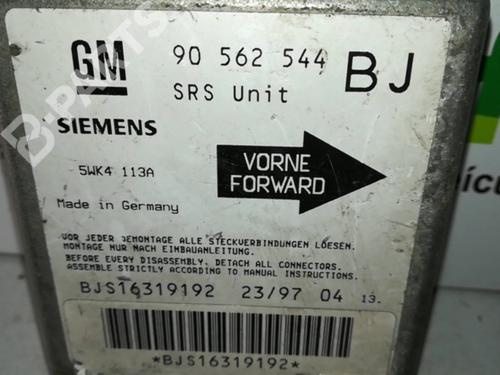 GM 90 562 544 BJ
SRS Unit
SIEMENS
5WK4 113A
VORNE
FORWARD
Made in Germany
VOR JEDER DEMONTAGE ALLE STECKVERBINDUNGEN LOESEN.
MONTAGE NUR NACH EINBAUANLEITUNG.
BEFORE EVERY DISASSEMBLY, DETACH ALL CONNECTORS.
ASSEMBLE STRICTLY ACCORDING TO MANUAL INSTRUCTIONS.
BJS16319192 23/97 04 13.
*BJS16319192*
B-PARTS